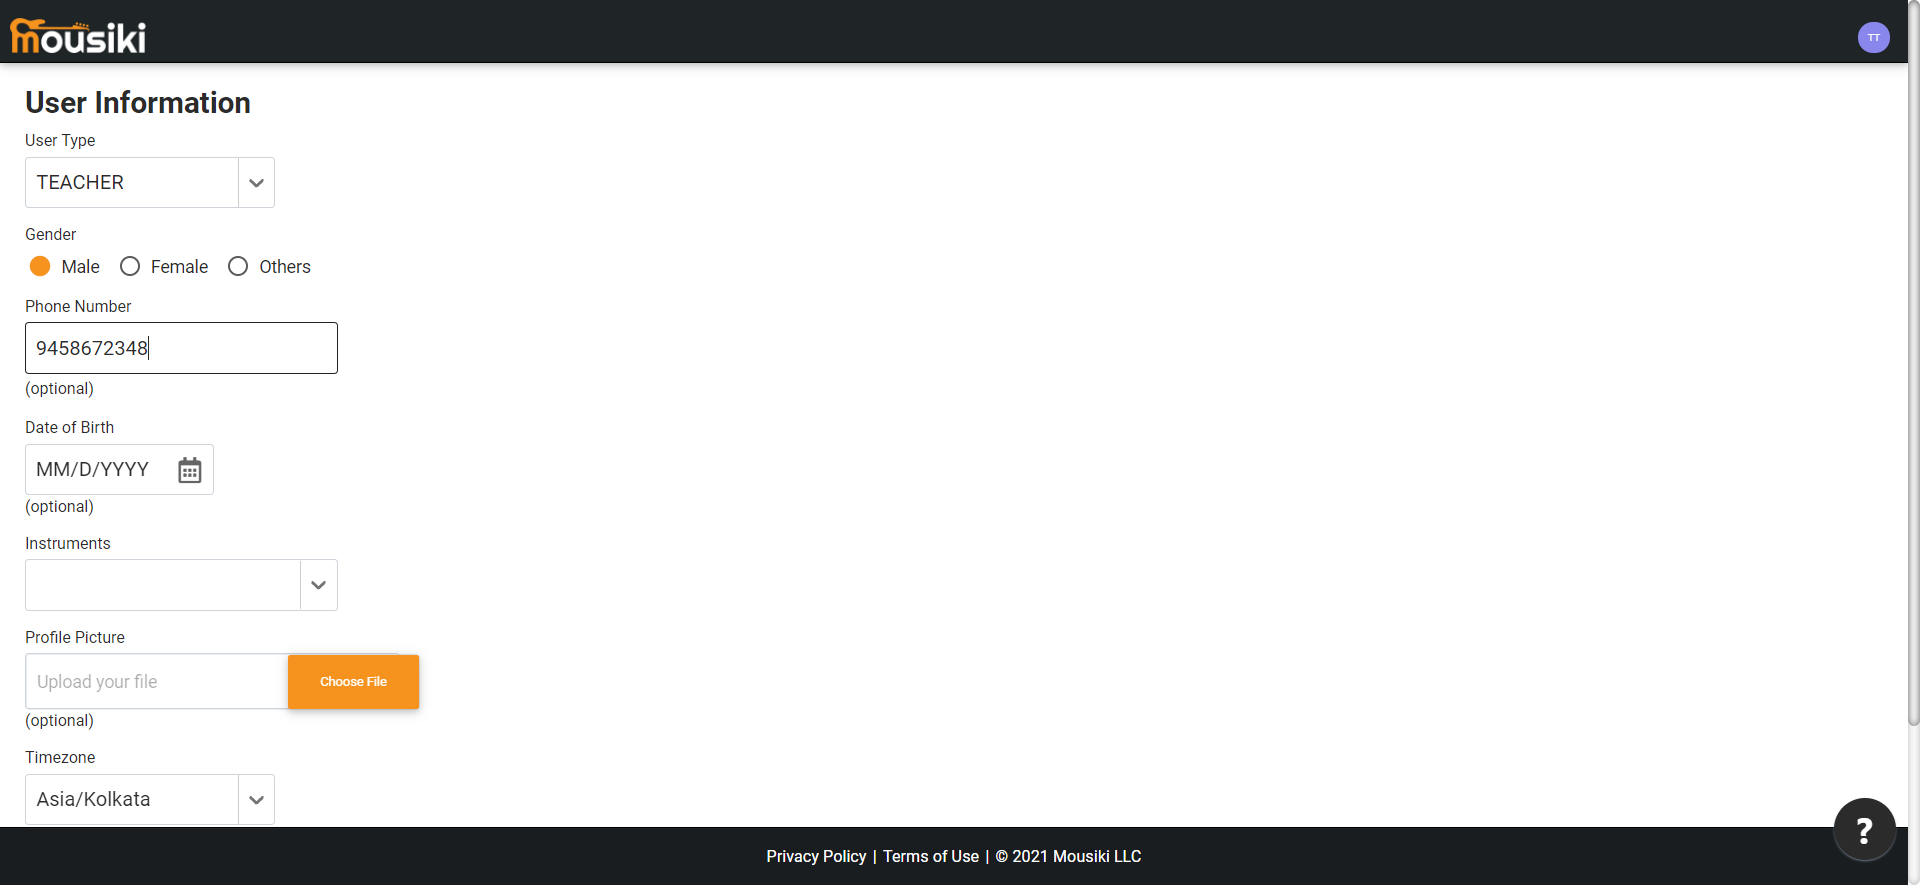 mousiki
TT
User Information
User Type
TEACHER
Gender
Male Female Others
Phone Number
9458672348
(optional)
Date of Birth
MM/D/YYYY
(optional)
Instruments
Profile Picture
Upload your file Choose File
(optional)
Timezone
Asia/Kolkata
?
Privacy Policy | Terms of Use | © 2021 Mousiki LLC